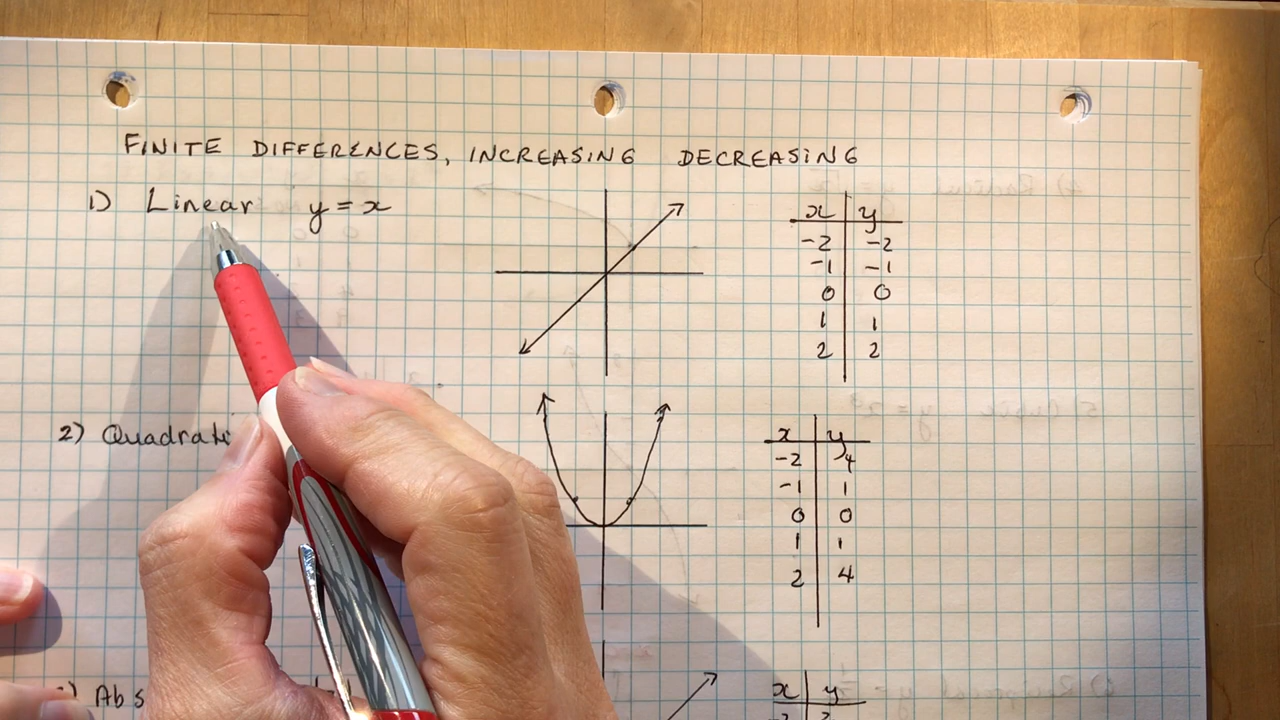 FINITE DIFFERENCES, INCREASING DECREASING
1) Linear y = x
x y
-2 -2
-1 -1
0 0
1 1
2 2
2)
x y
-2 4
-1 1
0 0
1 1
2 4
Abs
x y